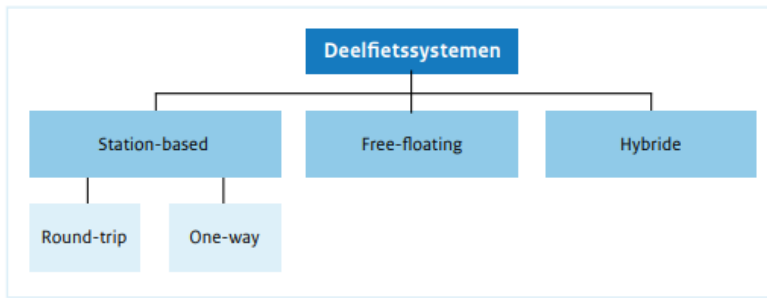 Deelfietssystemen
Station-based
Free-floating
Hybride
Round-trip
One-way